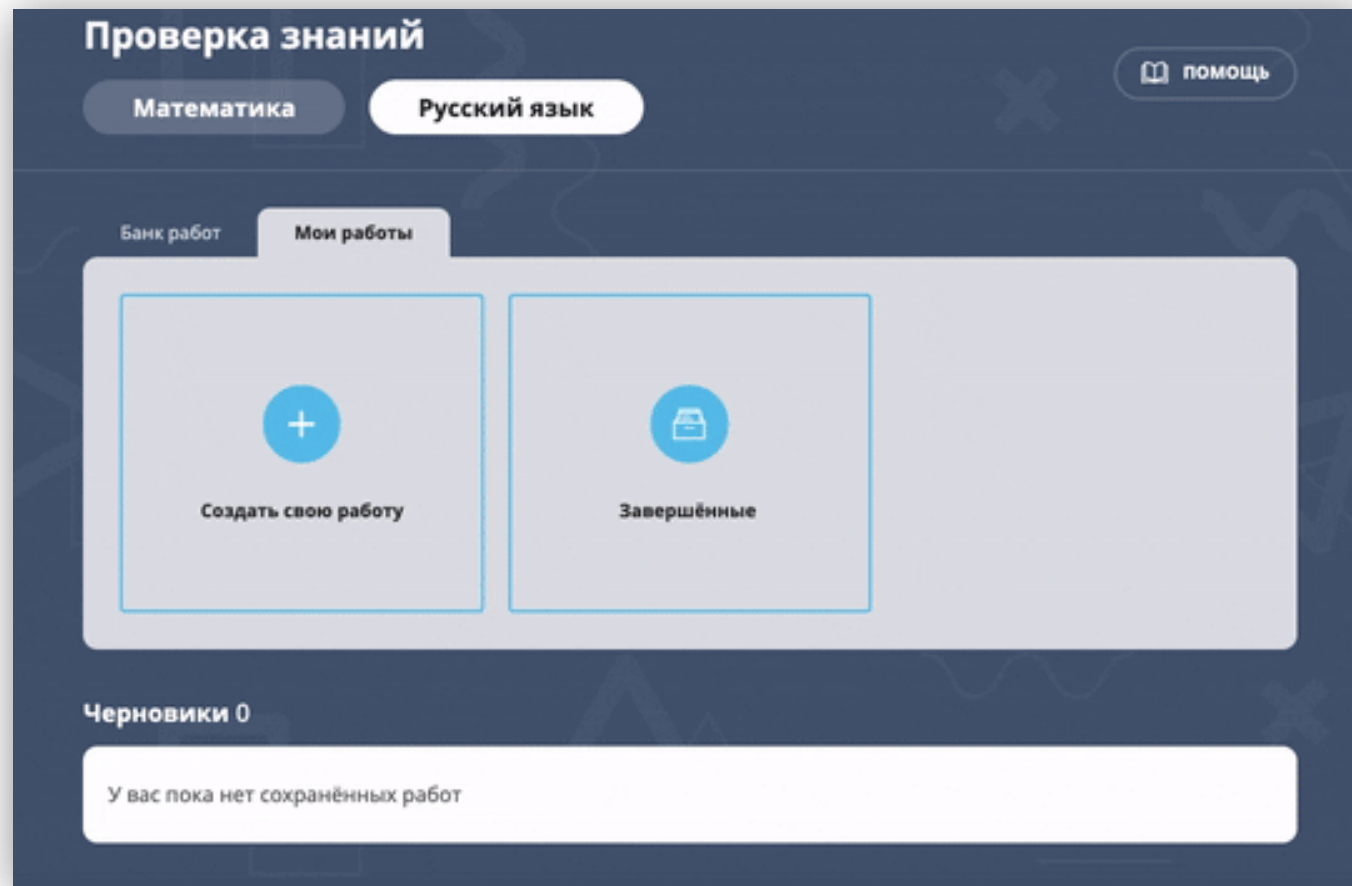 Проверка знаний
помощь
Математика
Русский язык
Банк работ
Мои работы
Создать свою работу
Завершённые
Черновики 0
У вас пока нет сохранённых работ